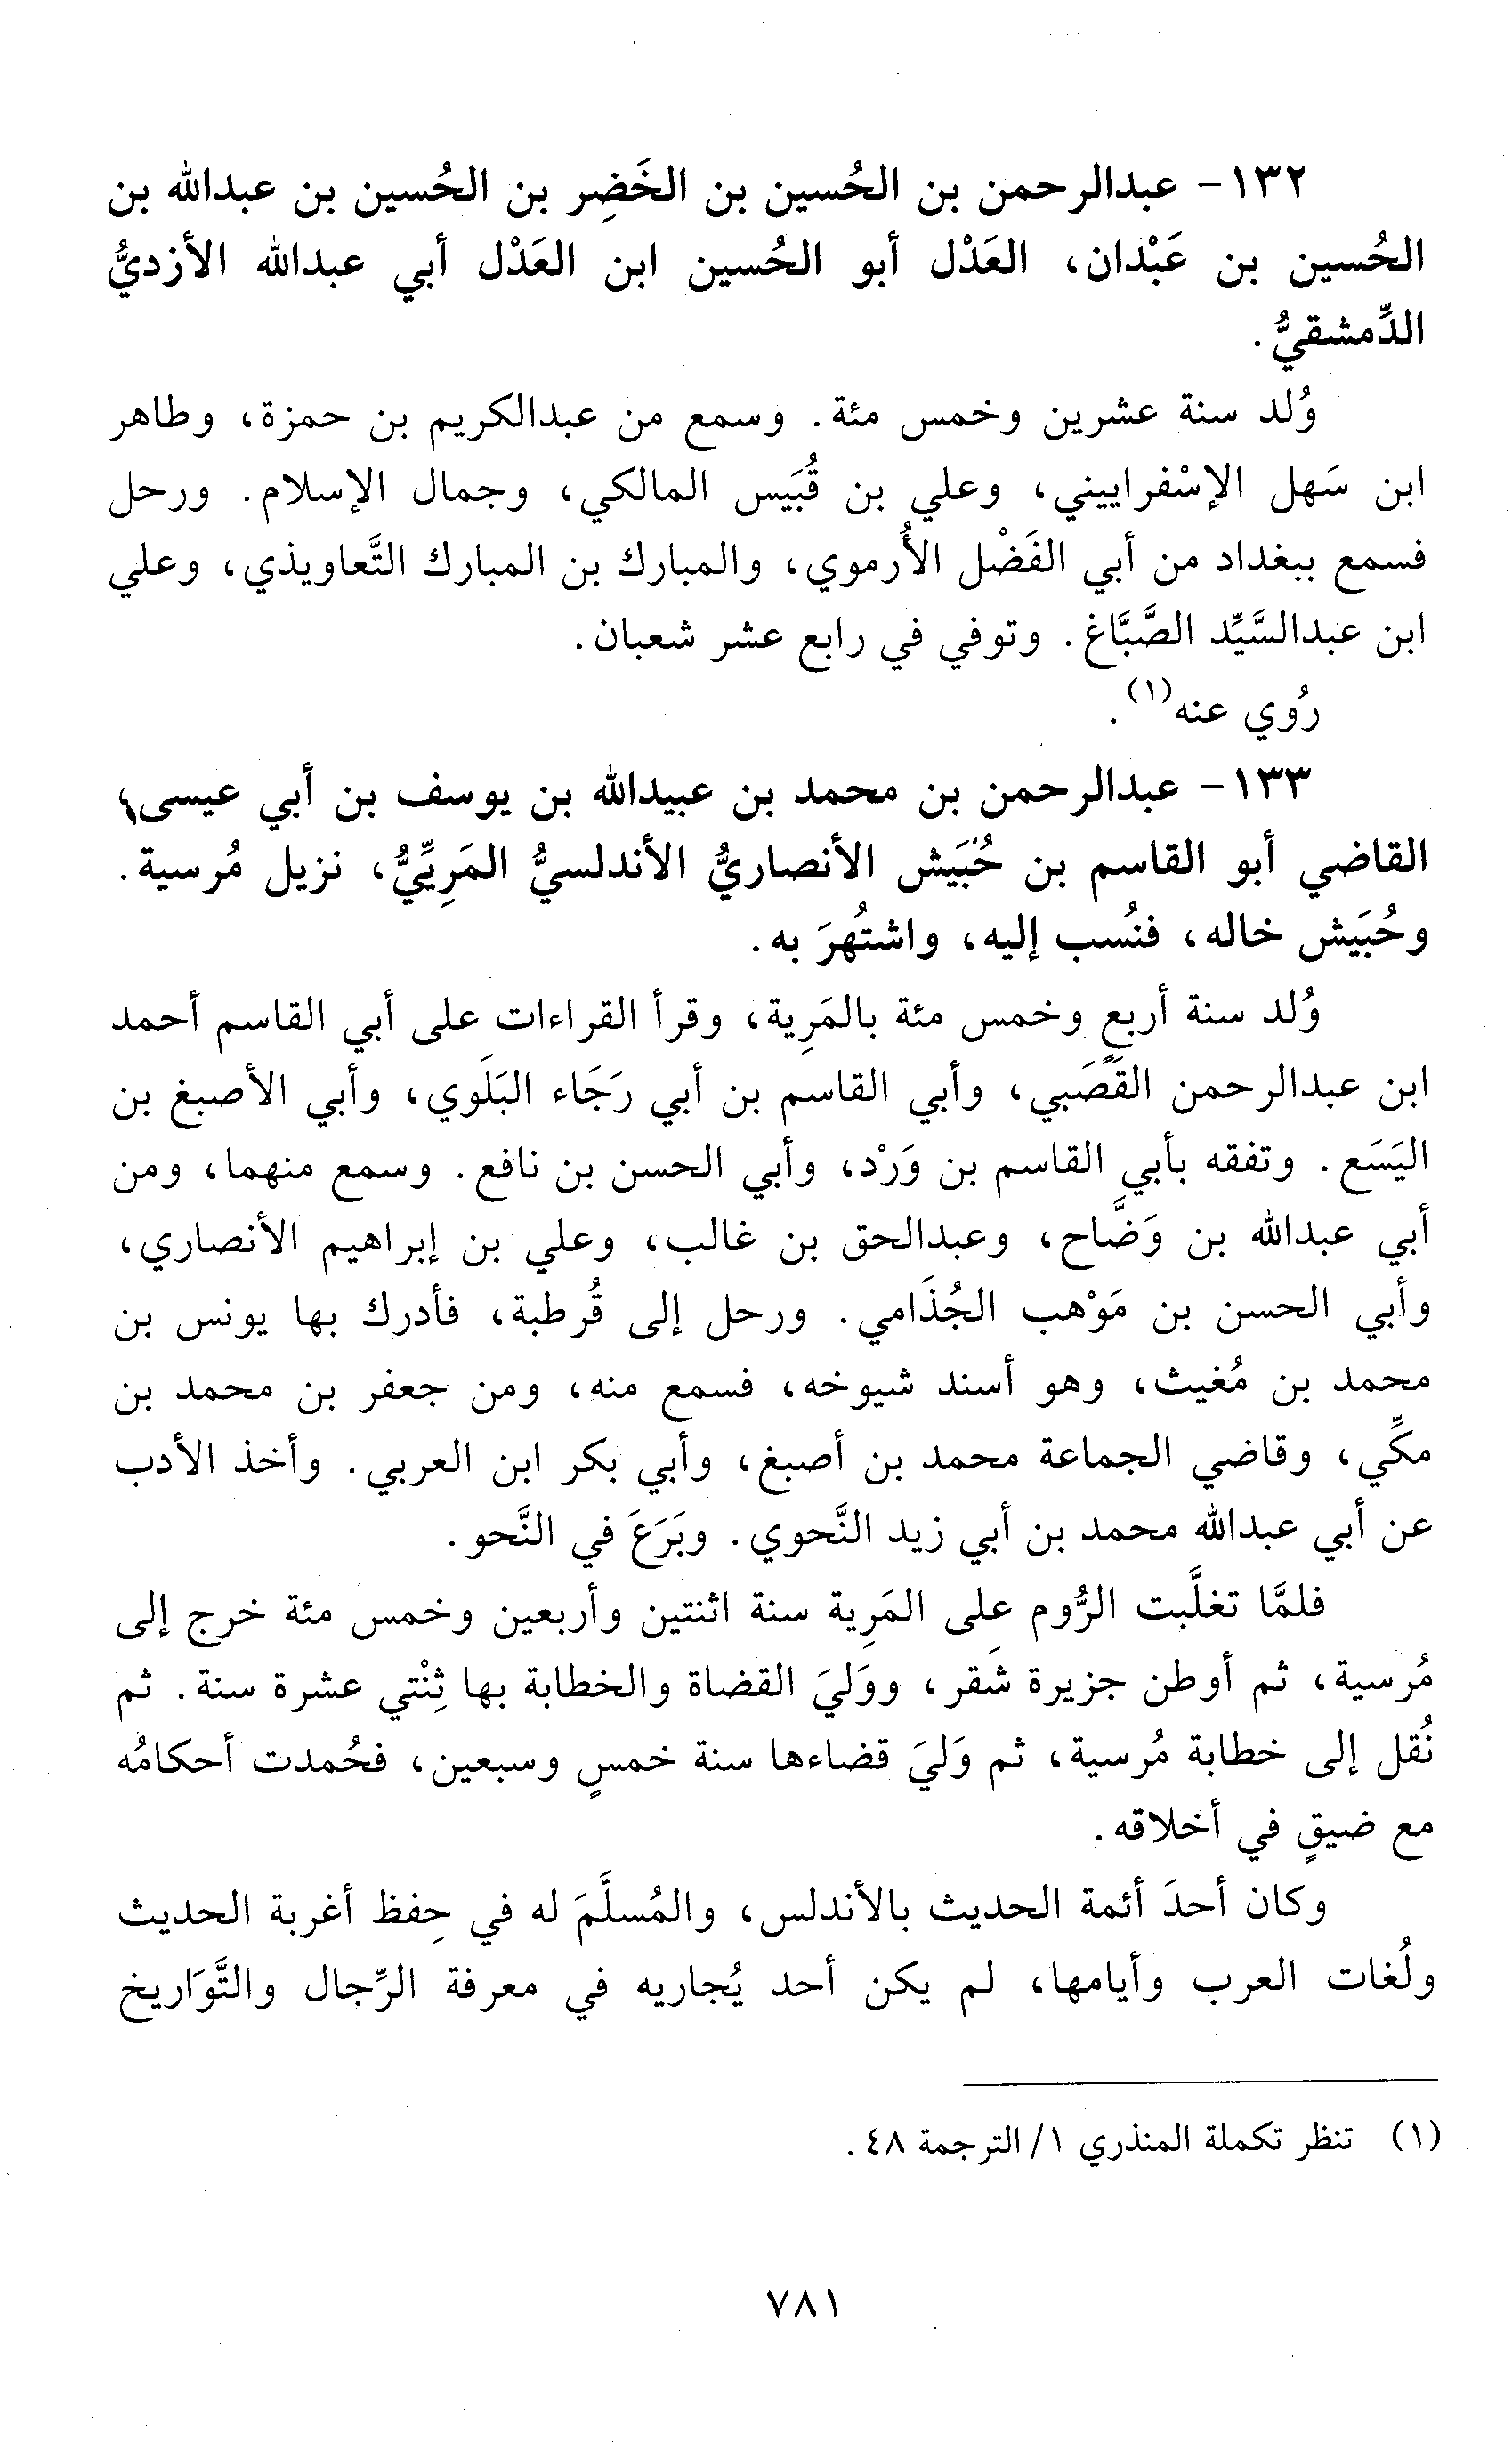 ١٣٢- عبدالرحمن بن الحُسين بن الخَضِر بن الحُسين بن عبدالله بن
الحُسين بن عَبْدان، العَدْل أبو الحُسين ابن العَدْل أبي عبدالله الأزديُّ
الدِّمشقيُّ.
وُلد سنة عشرين وخمس مئة. وسمع من عبدالكريم بن حمزة، وطاهر
ابن سَهل الإسْفراييني، وعلي بن قُبَيس المالكي، وجمال الإسلام. ورحل
فسمع ببغداد من أبي الفَضْل الأُرموي، والمبارك بن المبارك التَّعاويذي، وعلي
ابن عبدالسَّيِّد الصَّبَّاغ. وتوفي في رابع عشر شعبان.
رُوي عنه(١).
١٣٣- عبدالرحمن بن محمد بن عبيدالله بن يوسف بن أبي عيسى،
القاضي أبو القاسم بن حُبَيَش الأنصاريُّ الأندلسيُّ المَرِيِّيُّ، نزيل مُرسية.
وحُبَيَش خاله، فنُسب إليه، واشتُهرَ به.
وُلد سنة أربعٍ وخمس مئة بالمَرِية، وقرأ القراءات على أبي القاسم أحمد
ابن عبدالرحمن القَصَبي، وأبي القاسم بن أبي رَجَاء البَلَوي، وأبي الأصبغ بن
اليَسَع. وتفقه بأبي القاسم بن وَرْد، وأبي الحسن بن نافع. وسمع منهما، ومن
أبي عبدالله بن وَضَّاح، وعبدالحق بن غالب، وعلي بن إبراهيم الأنصاري،
وأبي الحسن بن مَوْهب الجُذَامي. ورحل إلى قُرطبة، فأدرك بها يونس بن
محمد بن مُغيث، وهو أسند شيوخه، فسمع منه، ومن جعفر بن محمد بن
مكِّي، وقاضي الجماعة محمد بن أصبغ، وأبي بكر ابن العربي. وأخذ الأدب
عن أبي عبدالله محمد بن أبي زيد النَّحوي. وبَرَعَ في النَّحو.
فلمَّا تغلَّبت الرُّوم على المَرِية سنة اثنتين وأربعين وخمس مئة خرج إلى
مُرسية، ثم أوطن جزيرة شَقر، ووَليَ القضاة والخطابة بها ثِنْتي عشرة سنة. ثم
نُقل إلى خطابة مُرسية، ثم وَليَ قضاءها سنة خمسٍ وسبعين، فحُمدت أحكامُه
مع ضيقٍ في أخلاقه.
وكان أحدَ أئمة الحديث بالأندلس، والمُسلَّمَ له في حِفظ أغربة الحديث
ولُغات العرب وأيامها، لم يكن أحد يُجاريه في معرفة الرِّجال والتَّوَاريخ
(١) تنظر تكملة المنذري ١/ الترجمة ٤٨.
٧٨١